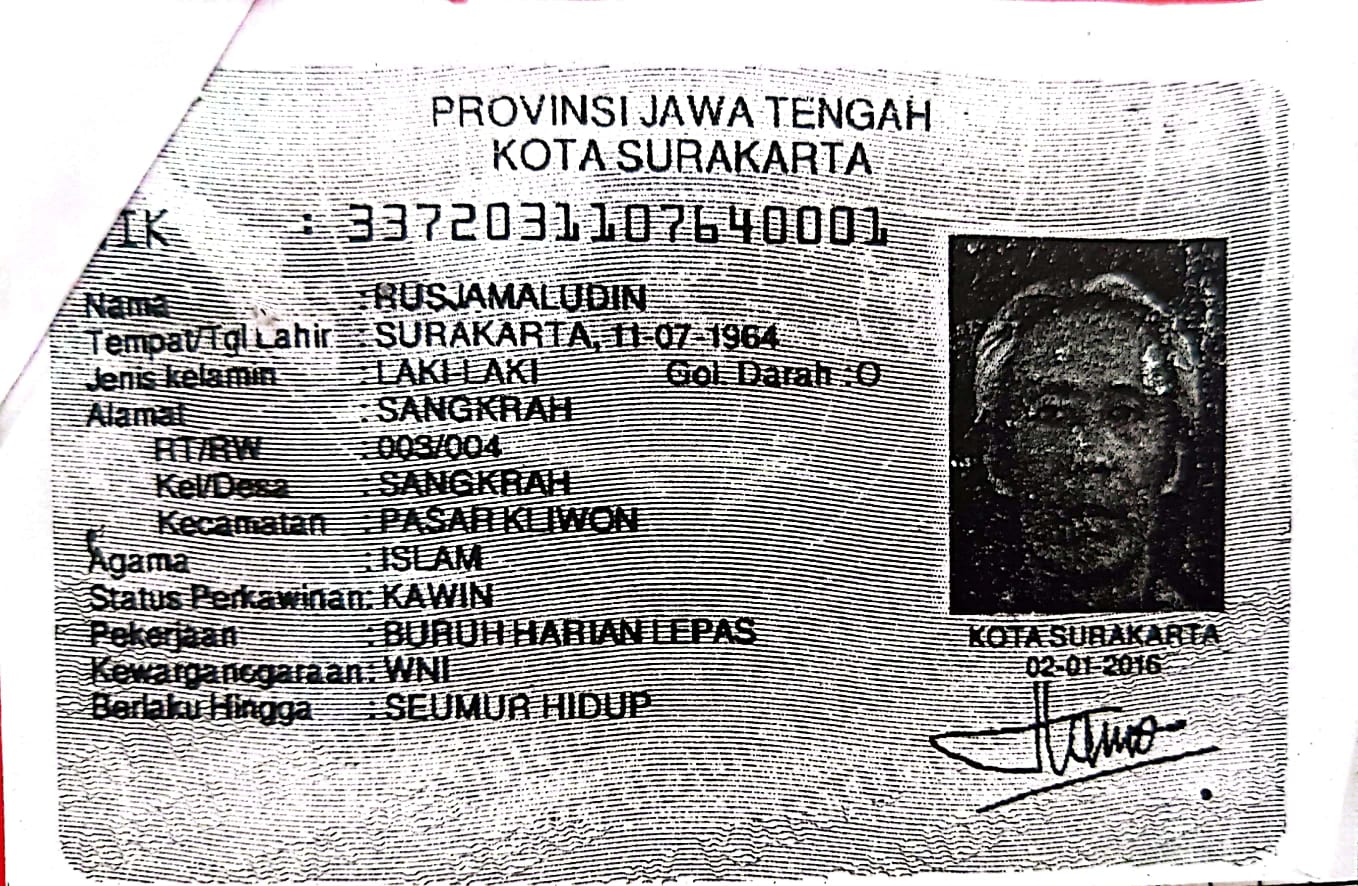 PROVINSI JAWA TENGAH
KOTA SURAKARTA
NIK : 3372031107640001
Nama : RUSJAMALUDIN
Tempat/Tgl Lahir : SURAKARTA, 11-07-1964
Jenis kelamin : LAKI-LAKI Gol. Darah : O
Alamat : SANGKRAH
RT/RW : 003/004
Kel/Desa : SANGKRAH
Kecamatan : PASAR KLIWON
Agama : ISLAM
Status Perkawinan: KAWIN
Pekerjaan : BURUH HARIAN LEPAS
Kewarganegaraan: WNI
Berlaku Hingga : SEUMUR HIDUP
KOTA SURAKARTA
02-01-2016